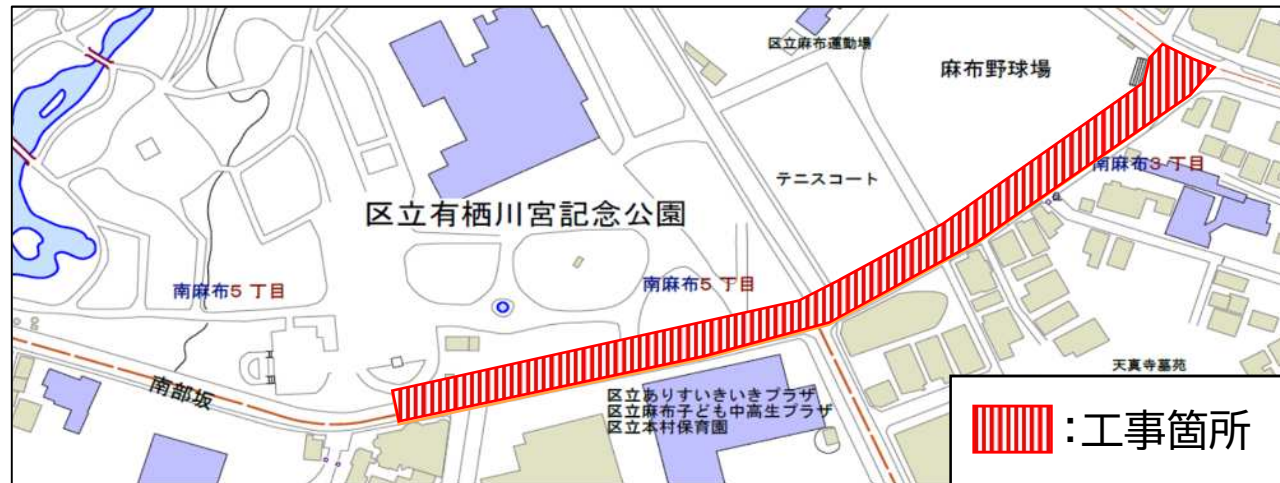 区立麻布運動場
麻布野球場
テニスコート
南麻布3丁目
区立有栖川宮記念公園
南麻布5 丁目
南麻布5 丁目
南部坂
天真寺墓苑
区立ありすいきいきプラザ
区立麻布子ども中高生プラザ
区立本村保育園
:工事箇所